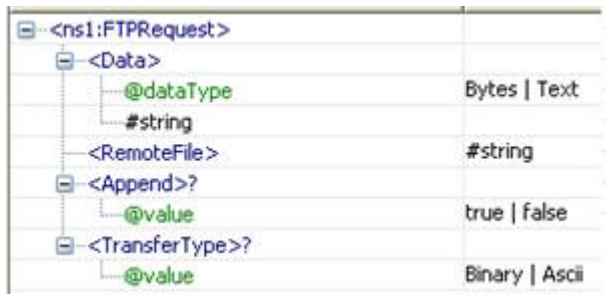 <ns1:FTPRequest>
<Data>
@dataType Bytes | Text
#string
<RemoteFile> #string
<Append>?
@value true | false
<TransferType>?
@value Binary | Ascii